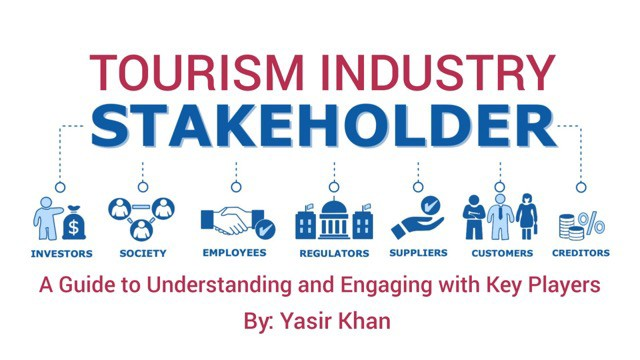 TOURISM INDUSTRY
STAKEHOLDER
$ %
INVESTORS SOCIETY EMPLOYEES REGULATORS SUPPLIERS CUSTOMERS CREDITORS
A Guide to Understanding and Engaging with Key Players
By: Yasir Khan